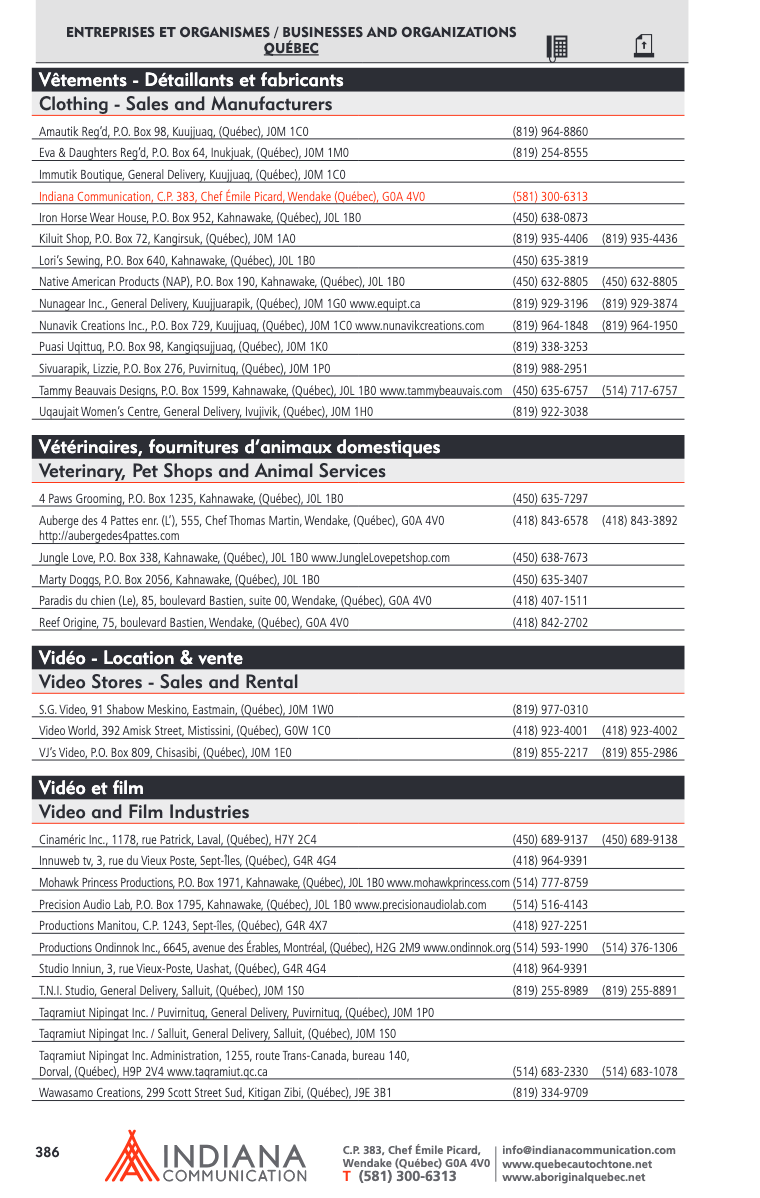 ENTREPRISES ET ORGANISMES / BUSINESSES AND ORGANIZATIONS
QUÉBEC
Vêtements - Détaillants et fabricants
Clothing - Sales and Manufacturers
Amautik Reg'd, P.O. Box 98, Kuujjuaq, (Québec), J0M 1C0 (819) 964-8860
Eva & Daughters Reg'd, P.O. Box 64, Inukjuak, (Québec), J0M 1M0 (819) 254-8555
Immutik Boutique, General Delivery, Kuujjuaq, (Québec), J0M 1C0
Indiana Communication, C.P. 383, Chef Émile Picard, Wendake (Québec), G0A 4V0 (581) 300-6313
Iron Horse Wear House, P.O. Box 952, Kahnawake, (Québec), J0L 1B0 (450) 638-0873
Kiluit Shop, P.O. Box 72, Kangirsuk, (Québec), J0M 1A0 (819) 935-4406 (819) 935-4436
Lori's Sewing, P.O. Box 640, Kahnawake, (Québec), J0L 1B0 (450) 635-3819
Native American Products (NAP), P.O. Box 190, Kahnawake, (Québec), J0L 1B0 (450) 632-8805 (450) 632-8805
Nunagear Inc., General Delivery, Kuujjuarapik, (Québec), J0M 1G0 www.equipt.ca (819) 929-3196 (819) 929-3874
Nunavik Creations Inc., P.O. Box 729, Kuujjuaq, (Québec), J0M 1C0 www.nunavikcreations.com (819) 964-1848 (819) 964-1950
Puasi Uqittuq, P.O. Box 98, Kangiqsujjuaq, (Québec), J0M 1K0 (819) 338-3253
Sivuarapik, Lizzie, P.O. Box 276, Puvirnituq, (Québec), J0M 1P0 (819) 988-2951
Tammy Beauvais Designs, P.O. Box 1599, Kahnawake, (Québec), J0L 1B0 www.tammybeauvais.com (450) 635-6757 (514) 717-6757
Uqaujait Women's Centre, General Delivery, Ivujivik, (Québec), J0M 1H0 (819) 922-3038
Vétérinaires, fournitures d'animaux domestiques
Veterinary, Pet Shops and Animal Services
4 Paws Grooming, P.O. Box 1235, Kahnawake, (Québec), J0L 1B0 (450) 635-7297
Auberge des 4 Pattes enr. (L'), 555, Chef Thomas Martin, Wendake, (Québec), G0A 4V0 (418) 843-6578 (418) 843-3892
http://aubergedes4pattes.com
Jungle Love, P.O. Box 338, Kahnawake, (Québec), J0L 1B0 www.JungleLovepetshop.com (450) 638-7673
Marty Doggs, P.O. Box 2056, Kahnawake, (Québec), J0L 1B0 (450) 635-3407
Paradis du chien (Le), 85, boulevard Bastien, suite 00, Wendake, (Québec), G0A 4V0 (418) 407-1511
Reef Origine, 75, boulevard Bastien, Wendake, (Québec), G0A 4V0 (418) 842-2702
Vidéo - Location & vente
Video Stores - Sales and Rental
S.G. Video, 91 Shabow Meskino, Eastmain, (Québec), J0M 1W0 (819) 977-0310
Video World, 392 Amisk Street, Mistissini, (Québec), G0W 1C0 (418) 923-4001 (418) 923-4002
VJ's Video, P.O. Box 809, Chisasibi, (Québec), J0M 1E0 (819) 855-2217 (819) 855-2986
Vidéo et film
Video and Film Industries
Cinaméric Inc., 1178, rue Patrick, Laval, (Québec), H7Y 2C4 (450) 689-9137 (450) 689-9138
Innuweb tv, 3, rue du Vieux Poste, Sept-Îles, (Québec), G4R 4G4 (418) 964-9391
Mohawk Princess Productions, P.O. Box 1971, Kahnawake, (Québec), J0L 1B0 www.mohawkprincess.com (514) 777-8759
Precision Audio Lab, P.O. Box 1795, Kahnawake, (Québec), J0L 1B0 www.precisionaudiolab.com (514) 516-4143
Productions Manitou, C.P. 1243, Sept-îles, (Québec), G4R 4X7 (418) 927-2251
Productions Ondinnok Inc., 6645, avenue des Érables, Montréal, (Québec), H2G 2M9 www.ondinnok.org (514) 593-1990 (514) 376-1306
Studio Inniun, 3, rue Vieux-Poste, Uashat, (Québec), G4R 4G4 (418) 964-9391
T.N.I. Studio, General Delivery, Salluit, (Québec), J0M 1S0 (819) 255-8989 (819) 255-8891
Taqramiut Nipingat Inc. / Puvirnituq, General Delivery, Puvirnituq, (Québec), J0M 1P0
Taqramiut Nipingat Inc. / Salluit, General Delivery, Salluit, (Québec), J0M 1S0
Taqramiut Nipingat Inc. Administration, 1255, route Trans-Canada, bureau 140,
Dorval, (Québec), H9P 2V4 www.taqramiut.qc.ca (514) 683-2330 (514) 683-1078
Wawasamo Creations, 299 Scott Street Sud, Kitigan Zibi, (Québec), J9E 3B1 (819) 334-9709
386
INDIANA
COMMUNICATION
C.P. 383, Chef Émile Picard,
Wendake (Québec) G0A 4V0
T (581) 300-6313
info@indianacommunication.com
www.quebecautochtone.net
www.aboriginalquebec.net